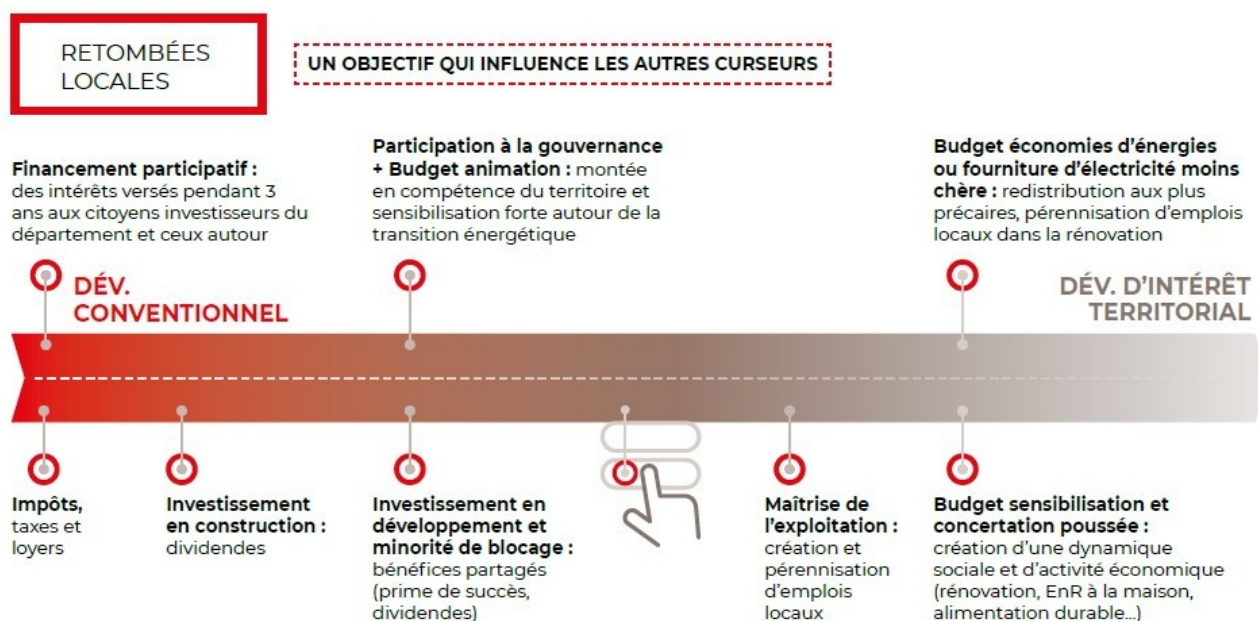 RETOMBÉES
LOCALES
UN OBJECTIF QUI INFLUENCE LES AUTRES CURSEURS
Financement participatif :
des intérêts versés pendant 3
ans aux citoyens investisseurs du
département et ceux autour
Participation à la gouvernance
+ Budget animation : montée
en compétence du territoire et
sensibilisation forte autour de la
transition énergétique
Budget économies d’énergies
ou fourniture d’électricité moins
chère : redistribution aux plus
précaires, pérennisation d’emplois
locaux dans la rénovation
DÉV.
CONVENTIONNEL
DÉV. D’INTÉRÊT
TERRITORIAL
Impôts,
taxes et
loyers
Investissement
en construction :
dividendes
Investissement en
développement et
minorité de blocage :
bénéfices partagés
(prime de succès,
dividendes)
Maîtrise de
l’exploitation :
création et
pérennisation
d’emplois
locaux
Budget sensibilisation et
concertation poussée :
création d’une dynamique
sociale et d’activité économique
(rénovation, EnR à la maison,
alimentation durable...)